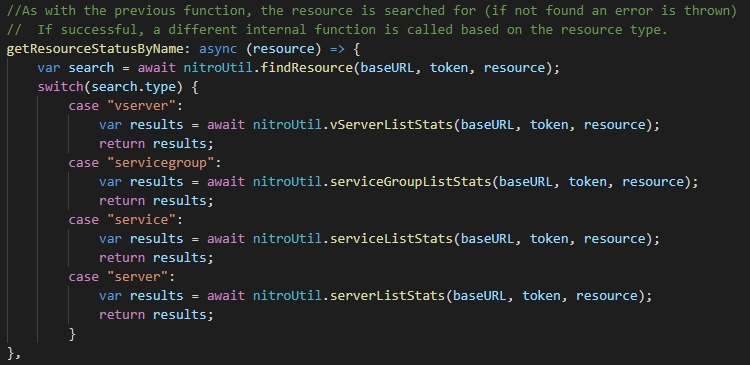 //As with the previous function, the resource is searched for (if not found an error is thrown)
//  If successful, a different internal function is called based on the resource type.
getResourceStatusByName: async (resource) => {
    var search = await nitroUtil.findResource(baseURL, token, resource);
    switch(search.type) {
        case "vserver":
            var results = await nitroUtil.vServerListStats(baseURL, token, resource);
            return results;
        case "servicegroup":
            var results = await nitroUtil.serviceGroupListStats(baseURL, token, resource);
            return results;
        case "service":
            var results = await nitroUtil.serviceListStats(baseURL, token, resource);
            return results;
        case "server":
            var results = await nitroUtil.serverListStats(baseURL, token, resource);
            return results;
        }
},